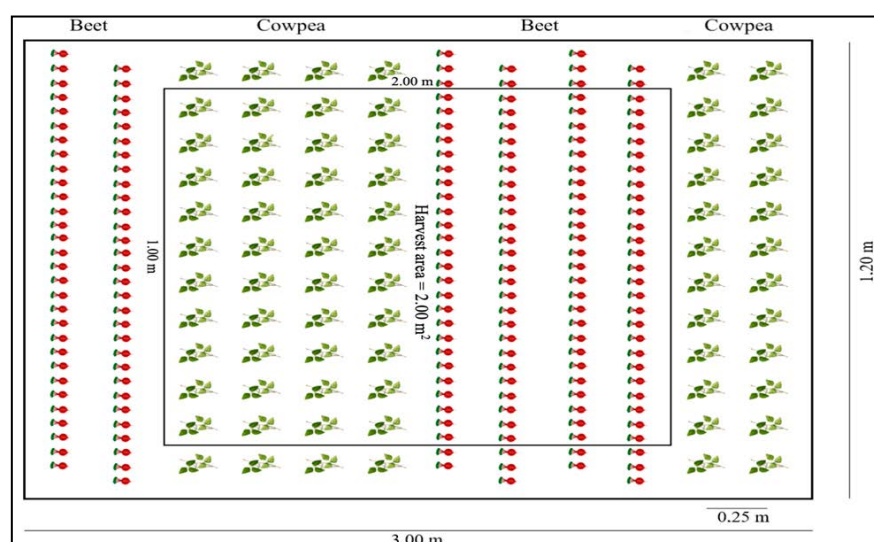 Beet
Cowpea
Beet
Cowpea
2.00 m
1.00 m
Harvest area = 2.00 m²
1.20 m
0.25 m
3.00 m